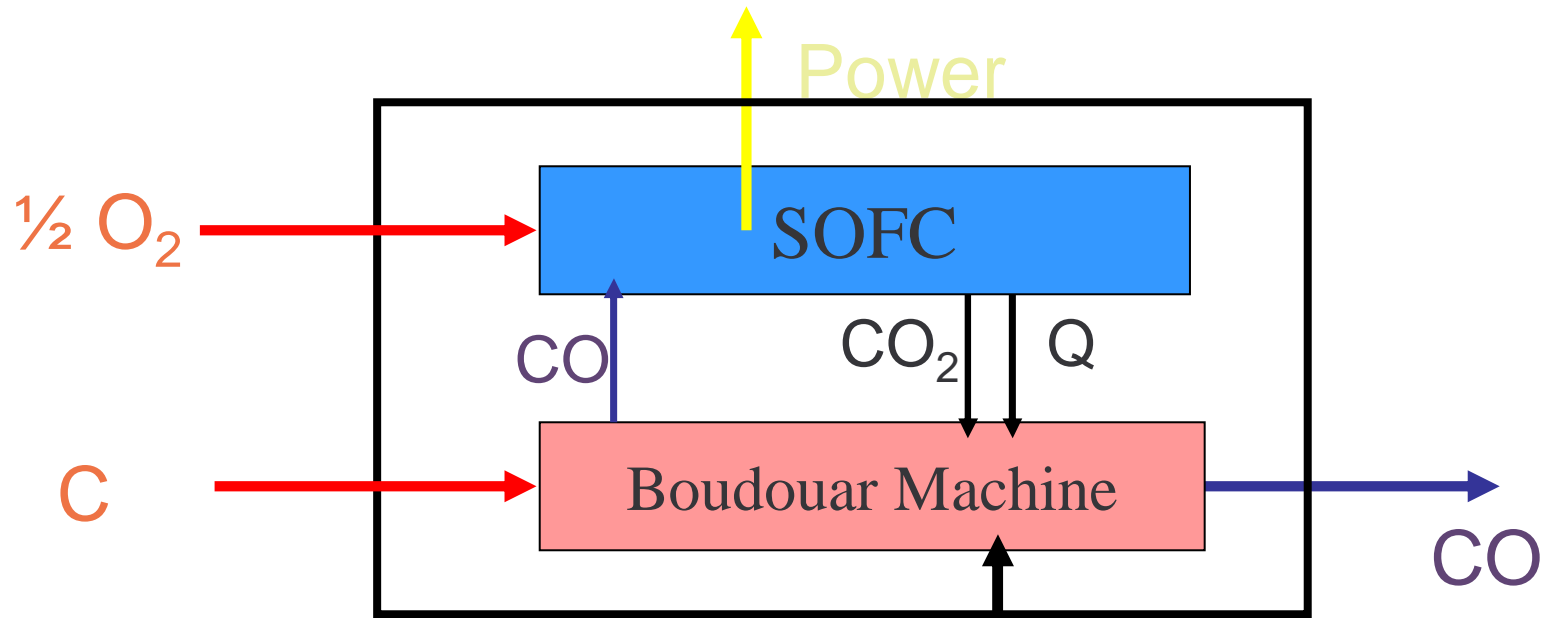 Power
½ O₂
SOFC
CO
CO₂
Q
C
Boudouar Machine
CO